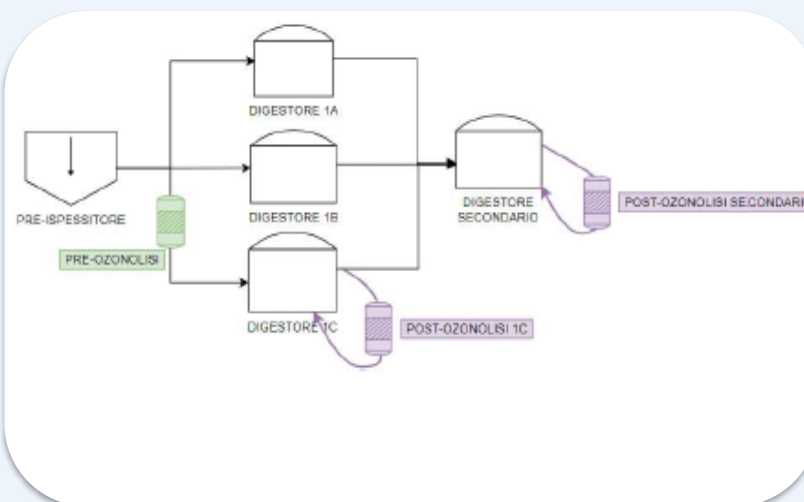 DIGESTORE 1A
PRE-ISPESSITORE
DIGESTORE 1B
DIGESTORE
SECONDARIO
POST-OZONOLISI SECONDARI
PRE-OZONOLISI
DIGESTORE 1C
POST-OZONOLISI 1C